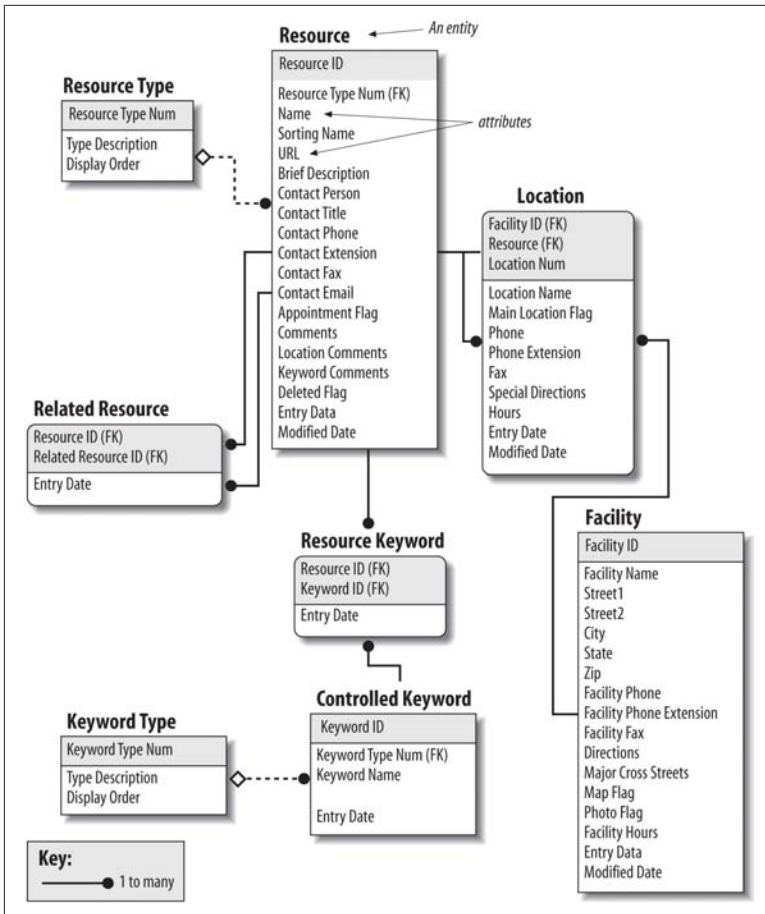 Resource
An entity
Resource ID
Resource Type Num (FK)
Name
Sorting Name
URL
Brief Description
Contact Person
Contact Title
Contact Phone
Contact Extension
Contact Fax
Contact Email
Appointment Flag
Comments
Location Comments
Keyword Comments
Deleted Flag
Entry Data
Modified Date
attributes
Resource Type
Resource Type Num
Type Description
Display Order
Location
Facility ID (FK)
Resource (FK)
Location Num
Location Name
Main Location Flag
Phone
Phone Extension
Fax
Special Directions
Hours
Entry Date
Modified Date
Related Resource
Resource ID (FK)
Related Resource ID (FK)
Entry Date
Resource Keyword
Resource ID (FK)
Keyword ID (FK)
Entry Date
Facility
Facility ID
Facility Name
Street1
Street2
City
State
Zip
Facility Phone
Facility Phone Extension
Facility Fax
Directions
Major Cross Streets
Map Flag
Photo Flag
Facility Hours
Entry Data
Modified Date
Keyword Type
Keyword Type Num
Type Description
Display Order
Controlled Keyword
Keyword ID
Keyword Type Num (FK)
Keyword Name
Entry Date
Key:
1 to many